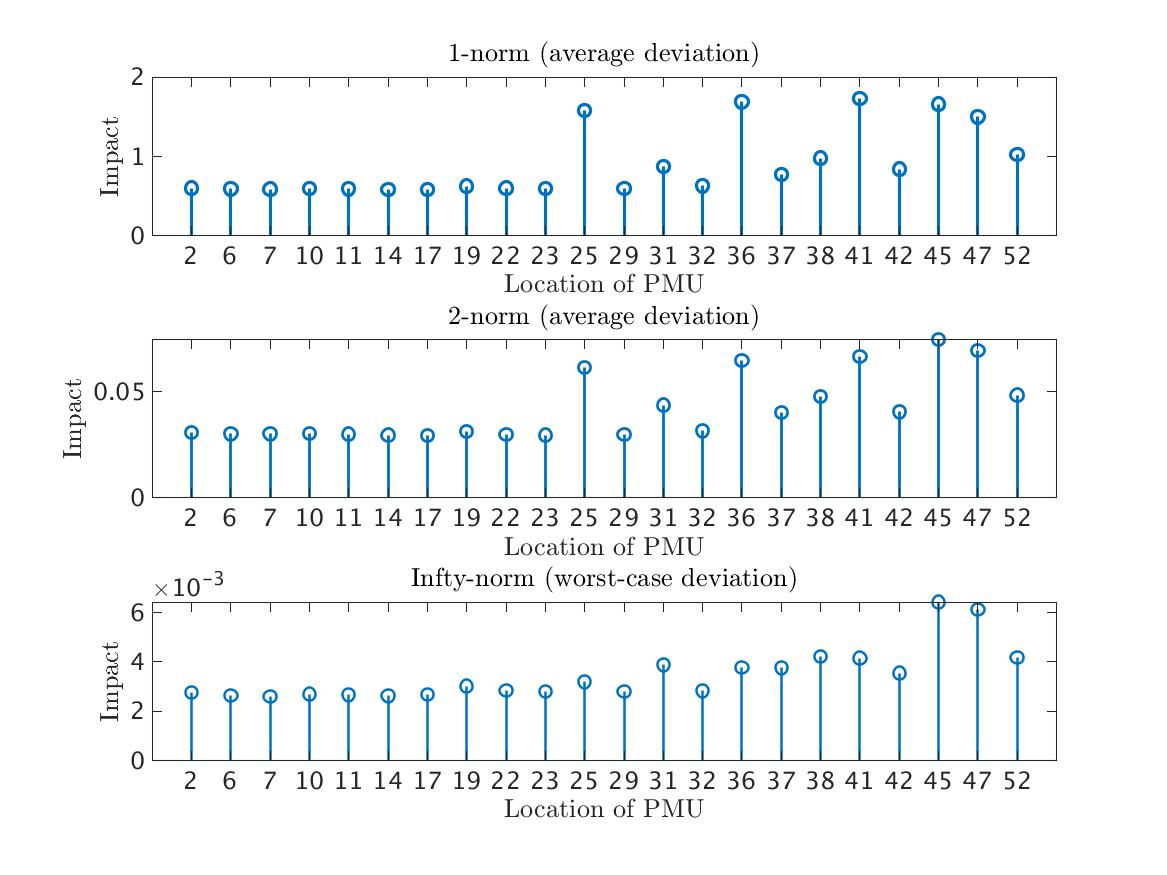 1-norm (average deviation)
2
1
0
Impact
2 6 7 10 11 14 17 19 22 23 25 29 31 32 36 37 38 41 42 45 47 52
Location of PMU
2-norm (average deviation)
0.05
0
Impact
2 6 7 10 11 14 17 19 22 23 25 29 31 32 36 37 38 41 42 45 47 52
Location of PMU
Infty-norm (worst-case deviation)
×10⁻³
6
4
2
0
Impact
2 6 7 10 11 14 17 19 22 23 25 29 31 32 36 37 38 41 42 45 47 52
Location of PMU